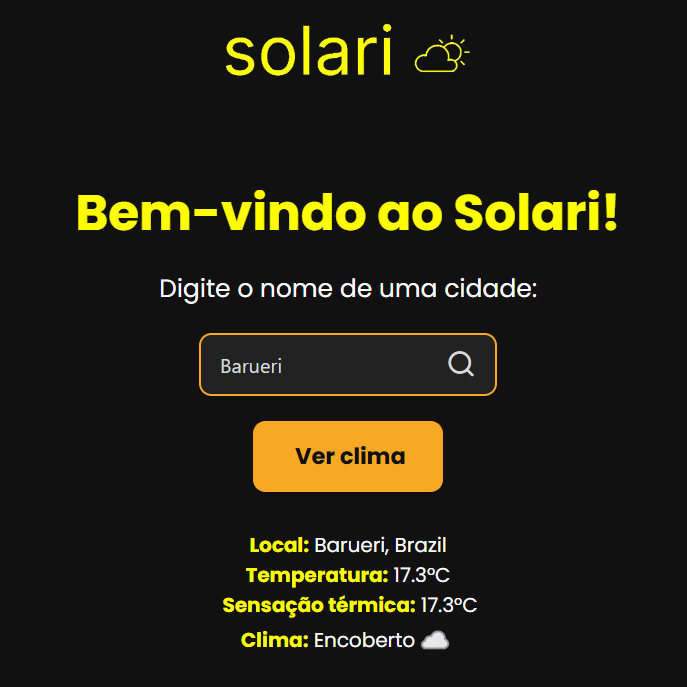 solari
Bem-vindo ao Solari!
Digite o nome de uma cidade:
Barueri
Ver clima
Local: Barueri, Brazil
Temperatura: 17.3°C
Sensação térmica: 17.3°C
Clima: Encoberto ☁️